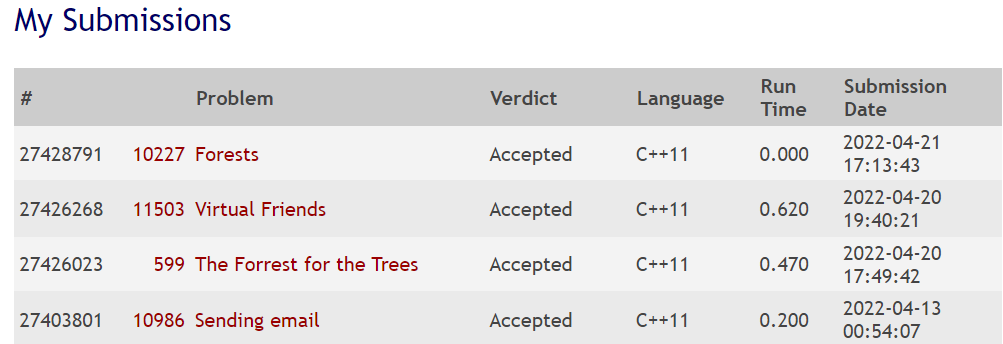 My Submissions
# Problem Verdict Language Run Time Submission Date
27428791 10227 Forests Accepted C++11 0.000 2022-04-21 17:13:43
27426268 11503 Virtual Friends Accepted C++11 0.620 2022-04-20 19:40:21
27426023 599 The Forrest for the Trees Accepted C++11 0.470 2022-04-20 17:49:42
27403801 10986 Sending email Accepted C++11 0.200 2022-04-13 00:54:07